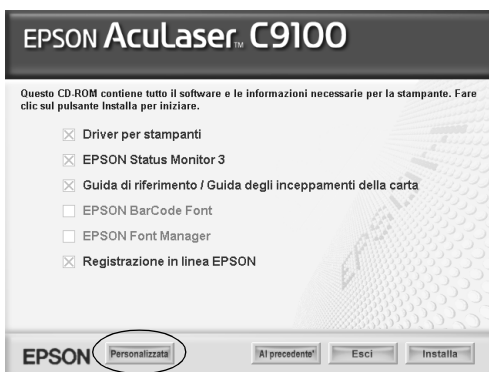 EPSON AcuLaser™ C9100
Questo CD-ROM contiene tutto il software e le informazioni necessarie per la stampante. Fare
clic sul pulsante Installa per iniziare.
Driver per stampanti
EPSON Status Monitor 3
Guida di riferimento / Guida degli inceppamenti della carta
EPSON BarCode Font
EPSON Font Manager
Registrazione in linea EPSON
EPSON
EPSON Personalizzata Al precedente* Esci Installa